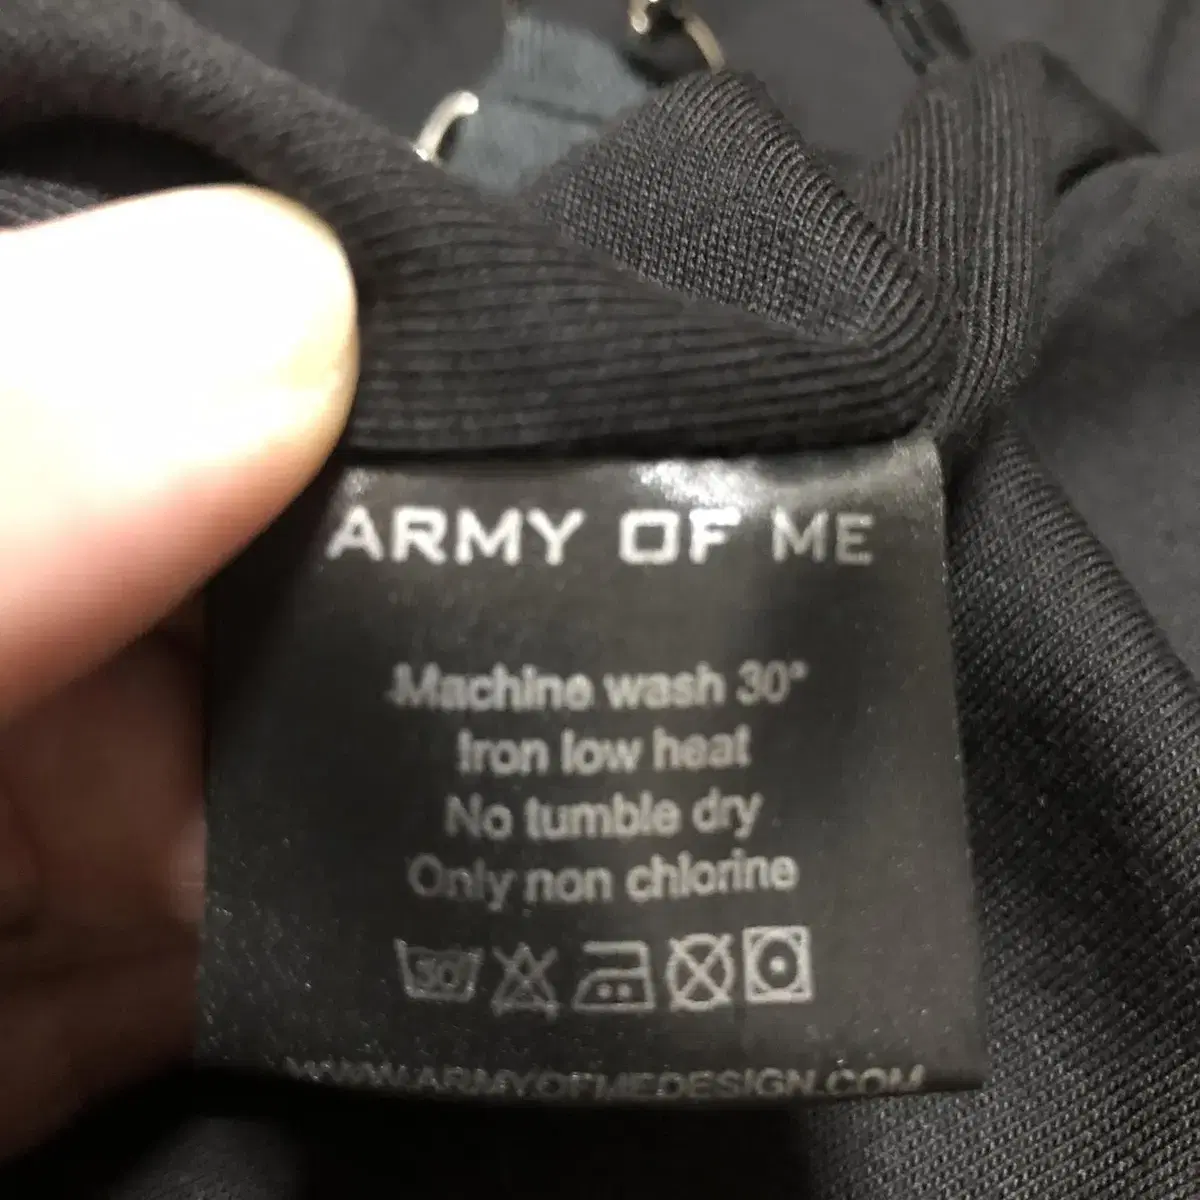 ARMY OF ME
Machine wash 30°
Iron low heat
No tumble dry
Only non chlorine
30
WWW.ARMYOFMEDESIGN.COM